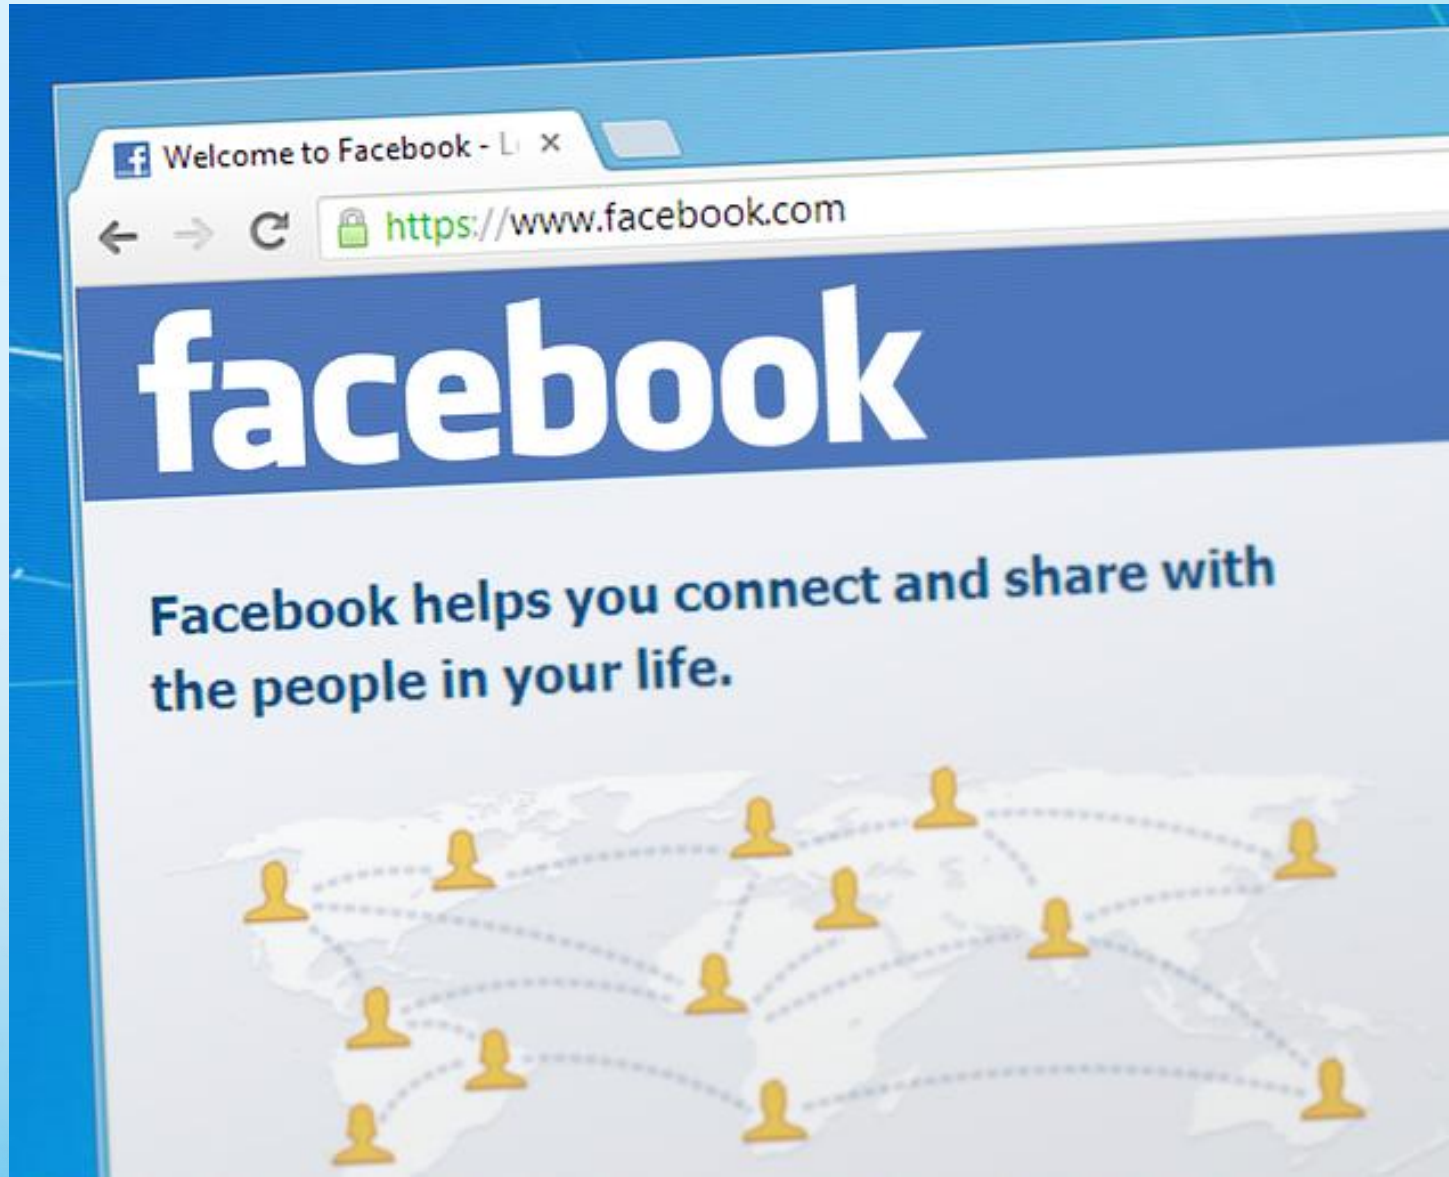 Welcome to Facebook - L
https://www.facebook.com
facebook
Facebook helps you connect and share with
the people in your life.